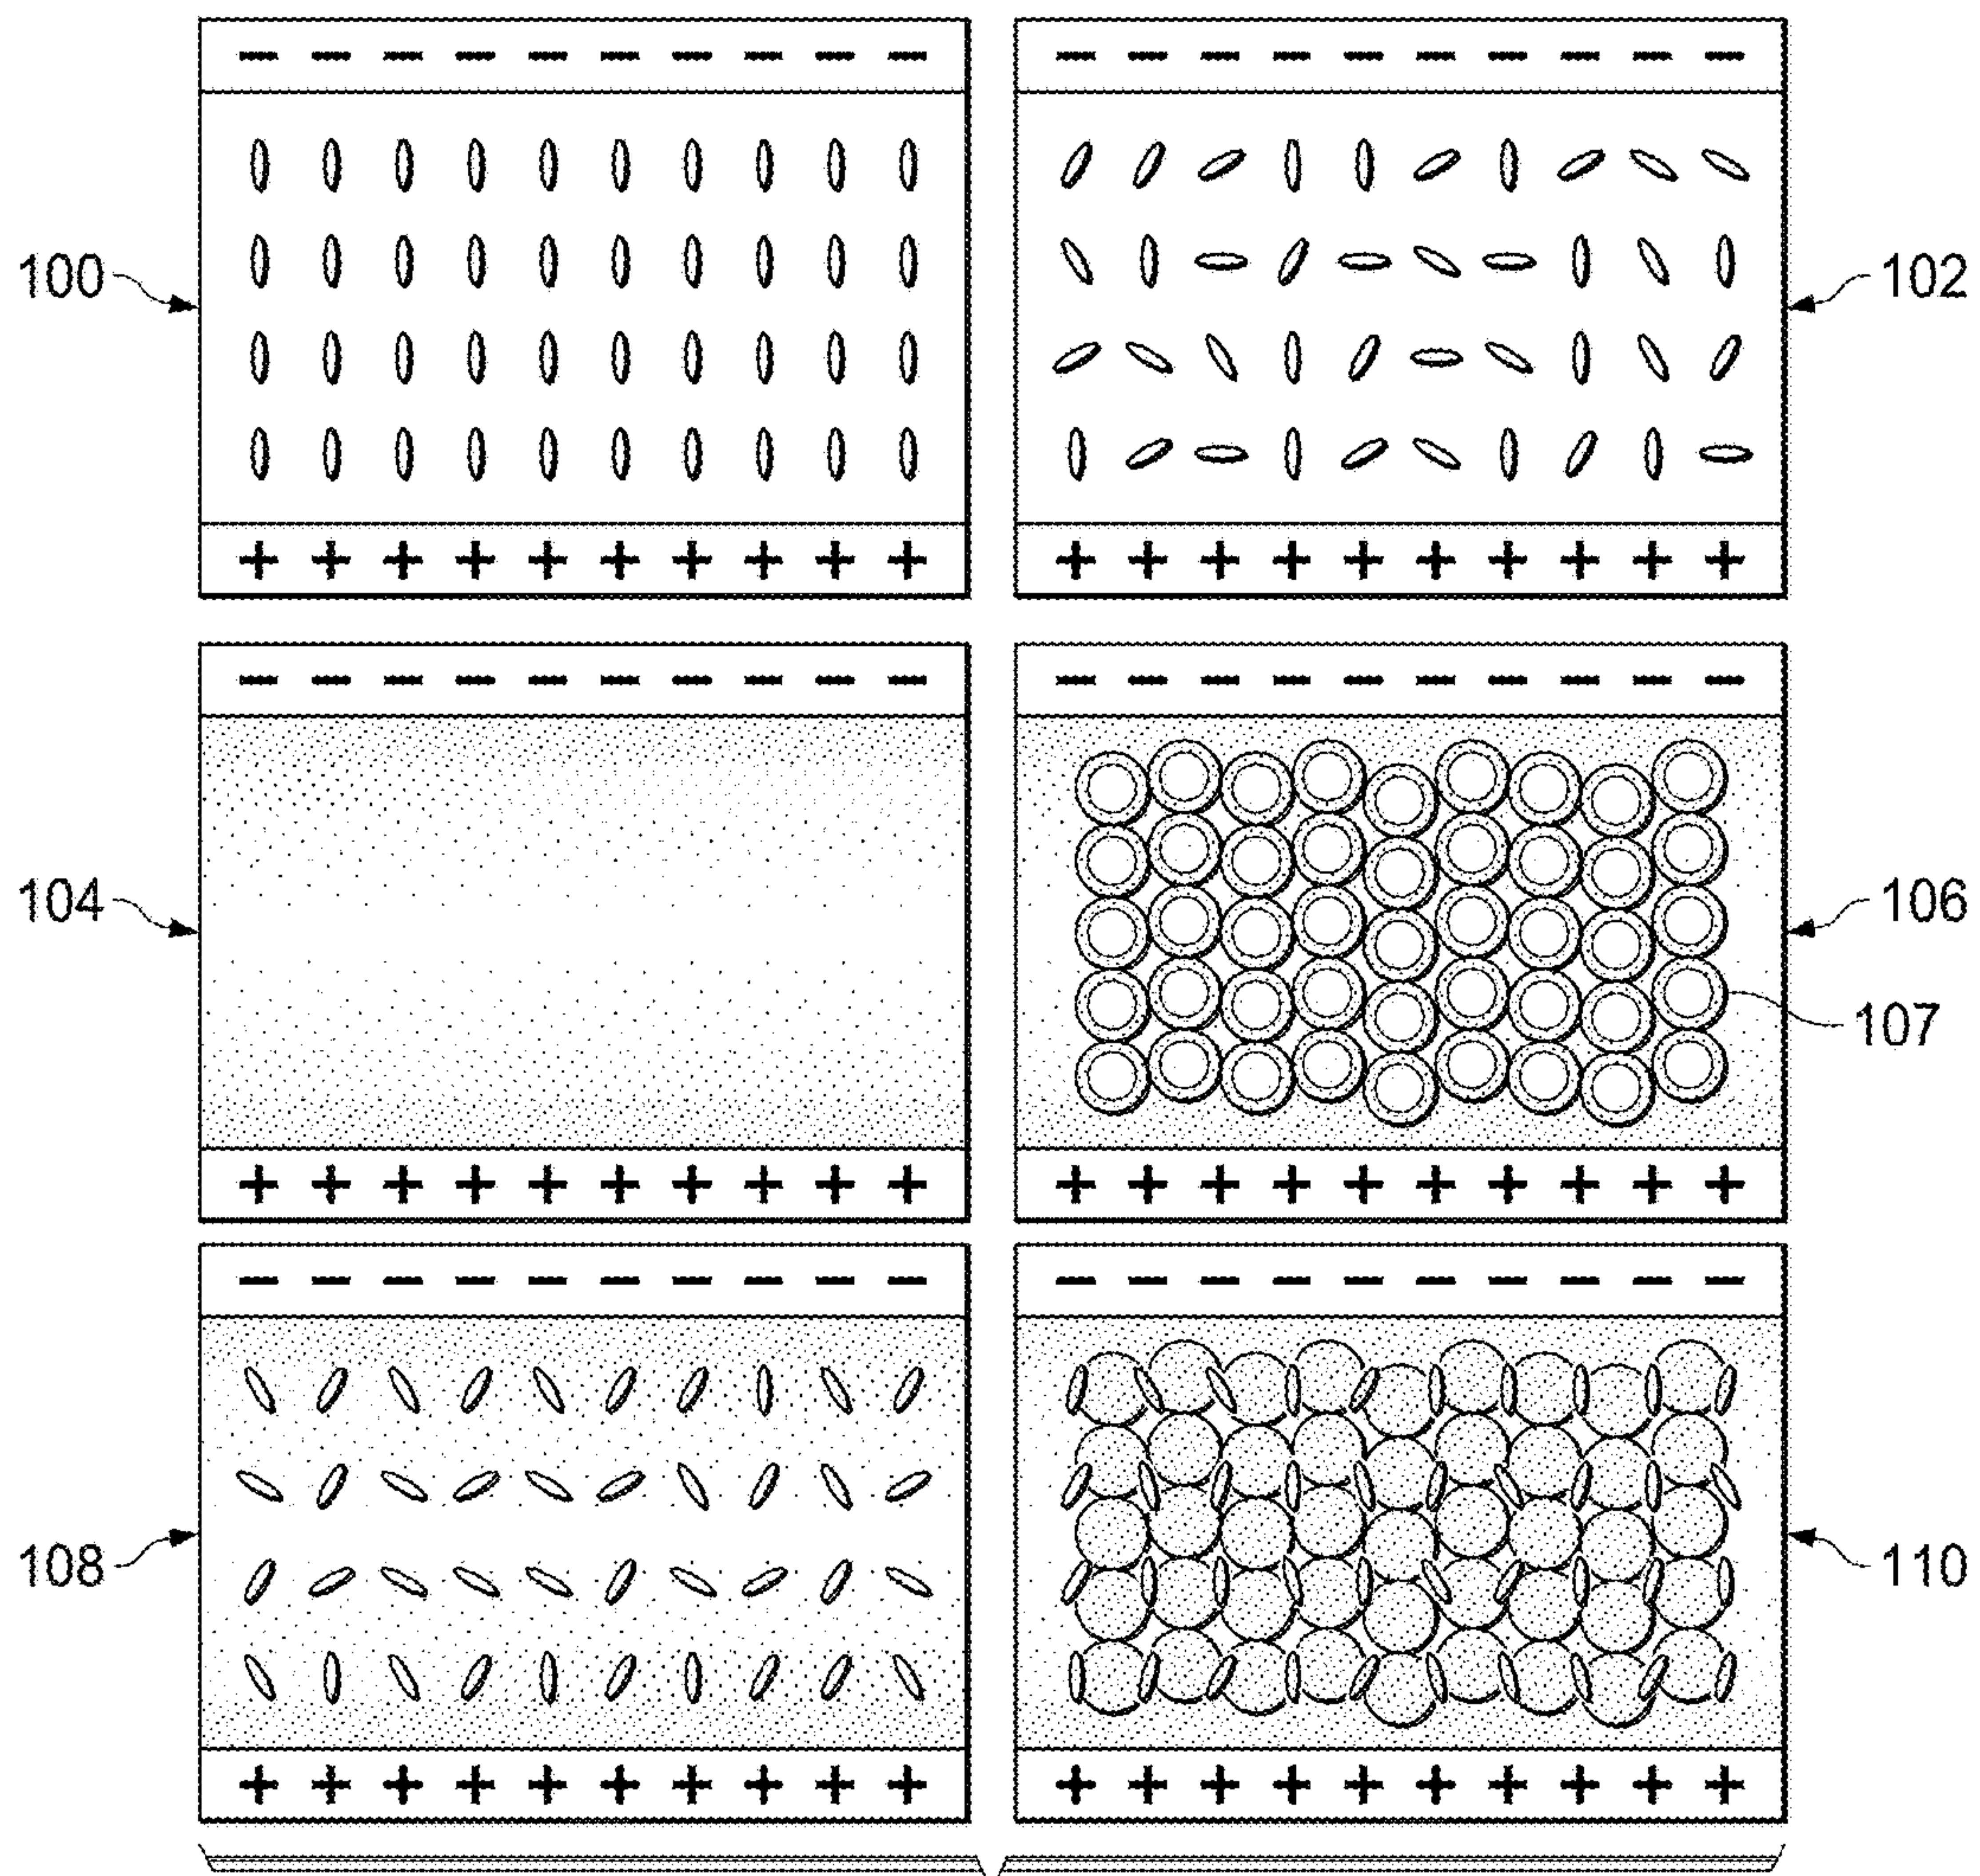 − − − − − − − − − −
− − − − − − − − − −
100
102
+ + + + + + + + + +
+ + + + + + + + + +
− − − − − − − − − −
− − − − − − − − − −
104
106
107
+ + + + + + + + + +
+ + + + + + + + + +
− − − − − − − − − −
− − − − − − − − − −
108
110
+ + + + + + + + + +
+ + + + + + + + + +